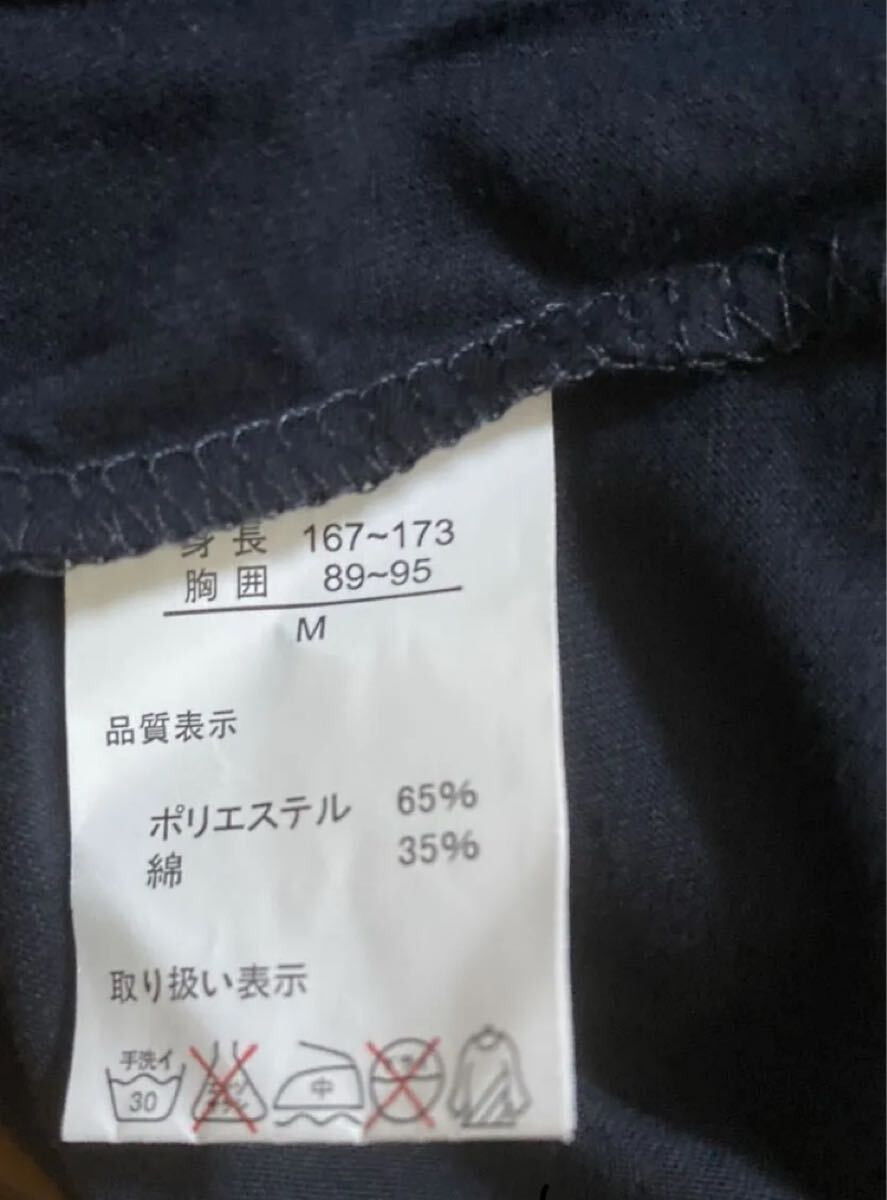 身長 167~173
胸囲 89~95
M
品質表示
ポリエステル 65%
綿 35%
取り扱い表示
手洗イ
30
中